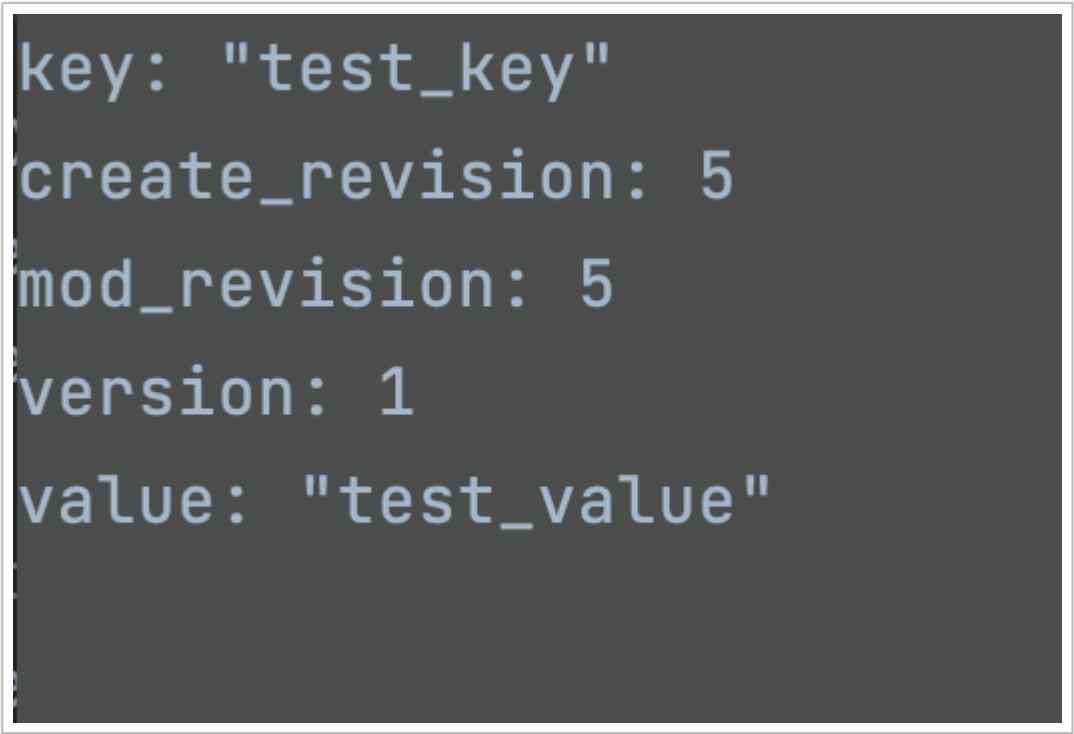 key: "test_key"
create_revision: 5
mod_revision: 5
version: 1
value: "test_value"